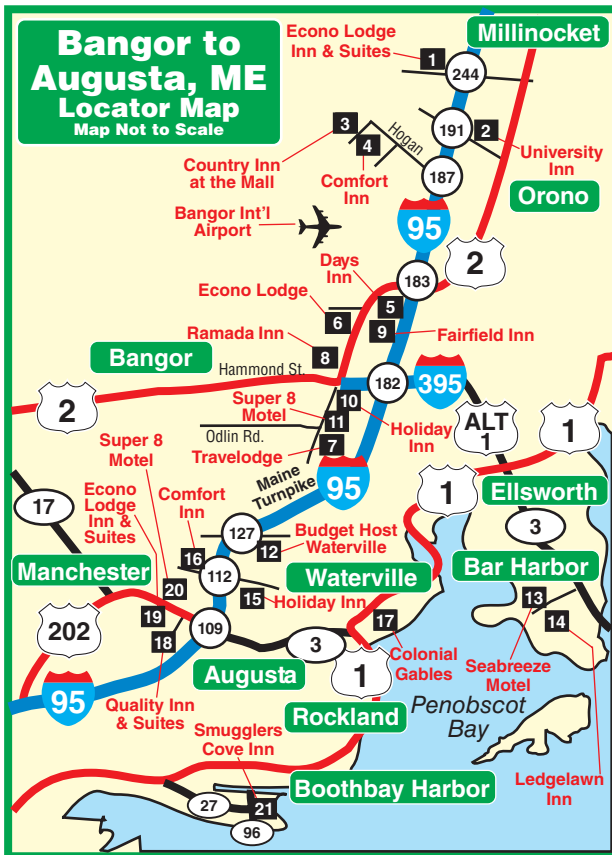 Bangor to
Augusta, ME
Locator Map
Map Not to Scale
Econo Lodge
Inn & Suites
1
Millinocket
244
3
4
Hogan
191
2
University
Inn
Country Inn
at the Mall
Comfort
Inn
187
Orono
Bangor Int'l
Airport
95
2
Days
Inn
183
Econo Lodge
6
5
9
Fairfield Inn
Ramada Inn
8
Bangor
Hammond St.
182
395
2
Super 8
Motel
10
11
Holiday
Inn
ALT
1
1
Odlin Rd.
7
Travelodge
Super 8
Motel
17
Maine
Turnpike
95
1
Ellsworth
Econo
Lodge
Inn &
Suites
Comfort
Inn
127
3
16
12
Budget Host
Waterville
Manchester
112
Waterville
Bar Harbor
20
15
Holiday Inn
13
19
202
109
17
14
18
3
Colonial
Gables
Seabreeze
Motel
95
Augusta
1
Quality Inn
& Suites
Rockland
Penobscot
Bay
Smugglers
Cove Inn
Ledgelawn
Inn
Boothbay Harbor
27
21
96